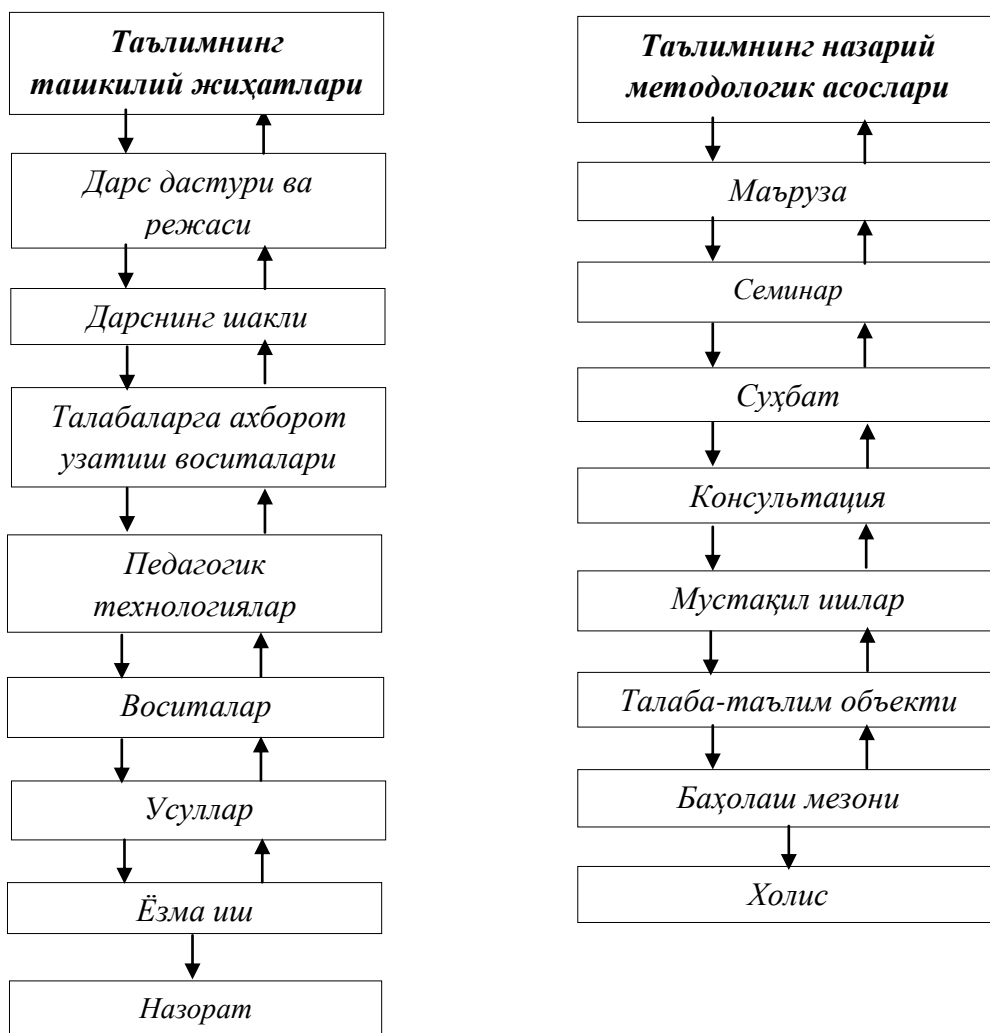 Таълимнинг
ташкилий жиҳатлари
Дарс дастури ва
режаси
Дарснинг шакли
Талабаларга ахборот
узатиш воситалари
Педагогик
технологиялар
Воситалар
Усуллар
Ёзма иш
Назорат
Таълимнинг назарий
методологик асослари
Маъруза
Семинар
Суҳбат
Консультация
Мустақил ишлар
Талаба-таълим объекти
Баҳолаш мезони
Холис